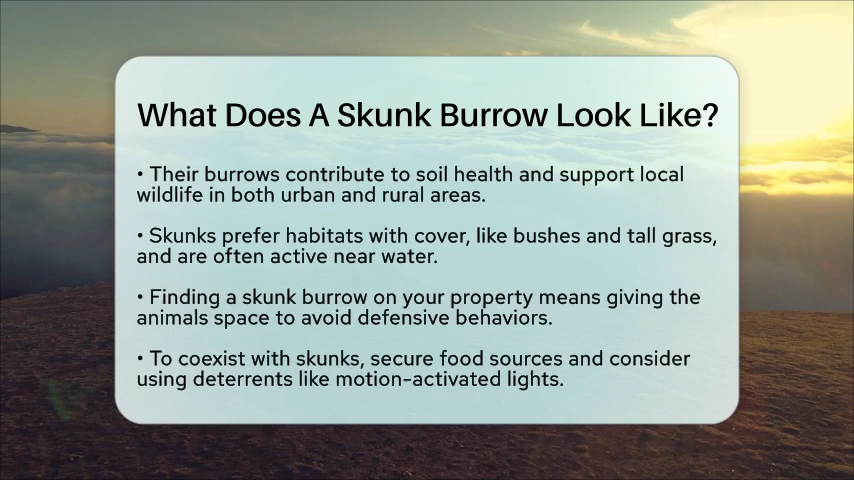 What Does A Skunk Burrow Look Like?
• Their burrows contribute to soil health and support local
wildlife in both urban and rural areas.
• Skunks prefer habitats with cover, like bushes and tall grass,
and are often active near water.
• Finding a skunk burrow on your property means giving the
animals space to avoid defensive behaviors.
• To coexist with skunks, secure food sources and consider
using deterrents like motion-activated lights.